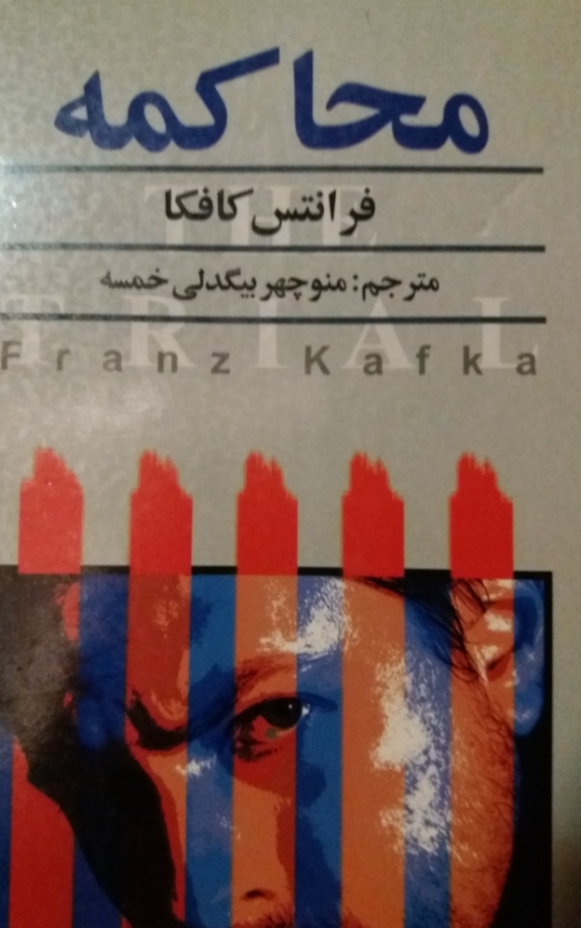 محاکمه
THE
فرانتس کافکا
مترجم: منوچهر بیگدلی خمسه
TRIAL
Franz Kafka